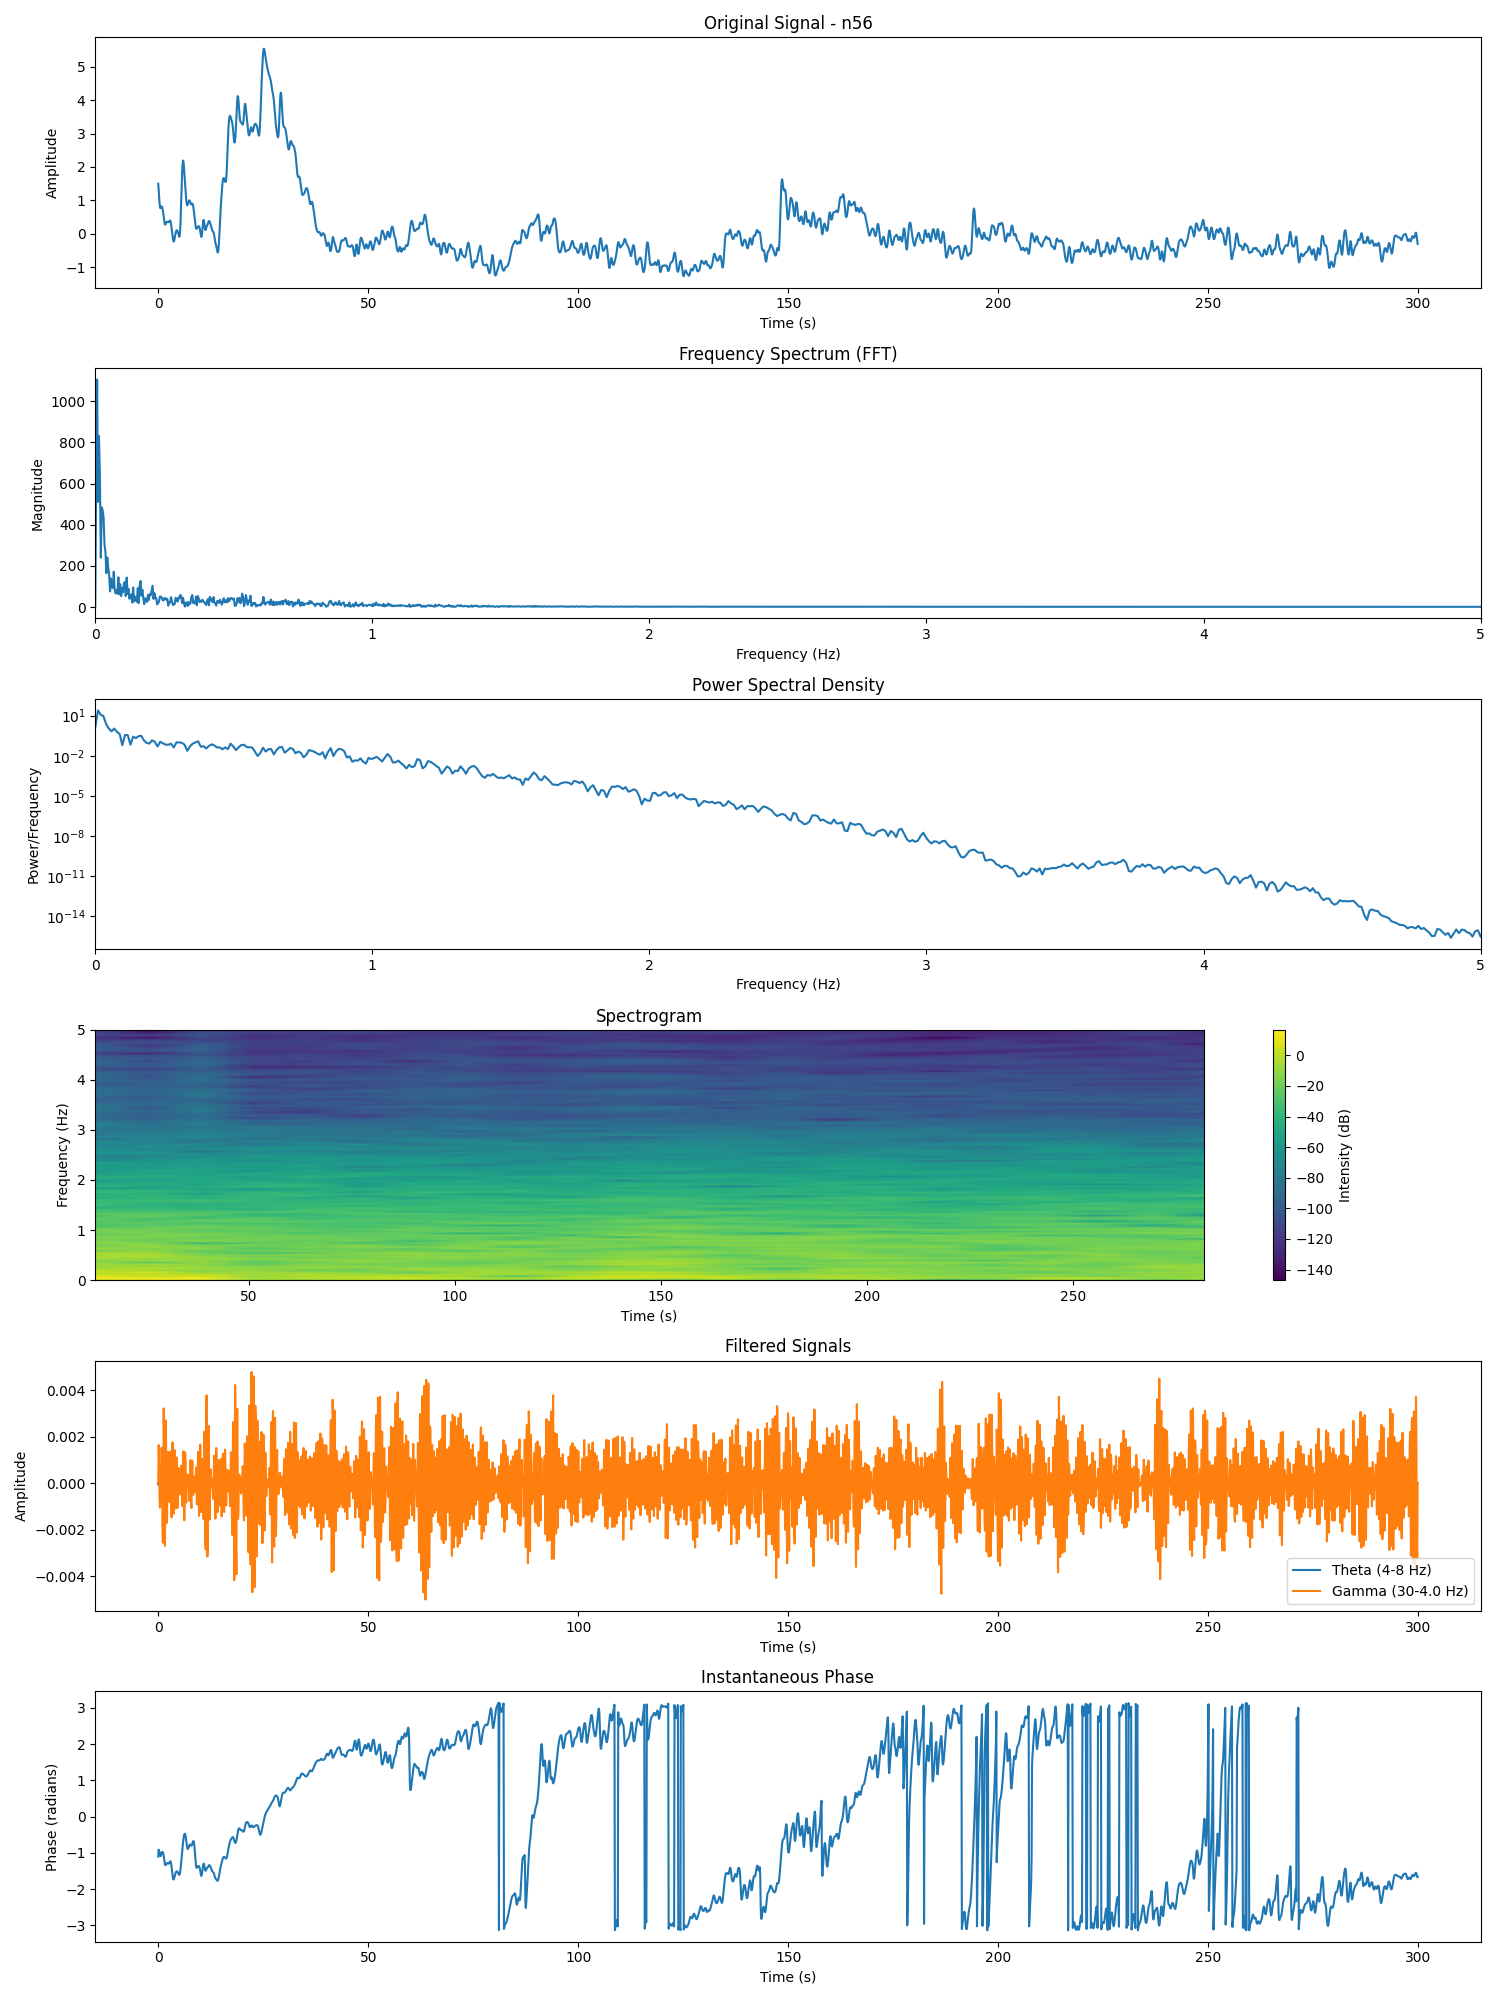 Original Signal - n56
Amplitude
5
4
3
2
1
0
−1
0 50 100 150 200 250 300
Time (s)
Frequency Spectrum (FFT)
Magnitude
1000
800
600
400
200
0
0 1 2 3 4 5
Frequency (Hz)
Power Spectral Density
Power/Frequency
10^1
10^−2
10^−5
10^−8
10^−11
10^−14
0 1 2 3 4 5
Frequency (Hz)
Spectrogram
Frequency (Hz)
5
4
3
2
1
0
50 100 150 200 250
Time (s)
0
−20
−40
−60
−80
−100
−120
−140
Intensity (dB)
Filtered Signals
Amplitude
0.004
0.002
0.000
−0.002
−0.004
Theta (4-8 Hz)
Gamma (30-4.0 Hz)
0 50 100 150 200 250 300
Time (s)
Instantaneous Phase
Phase (radians)
3
2
1
0
−1
−2
−3
0 50 100 150 200 250 300
Time (s)